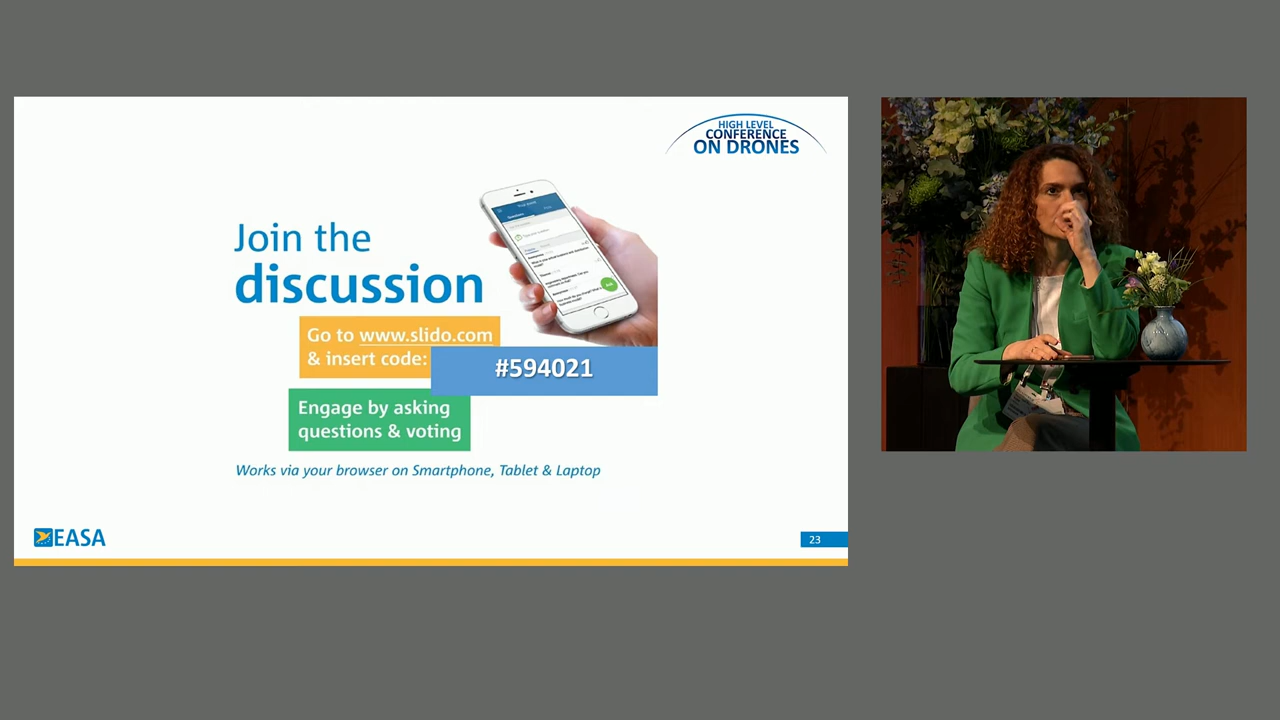 HIGH LEVEL
CONFERENCE
ON DRONES
Join the
discussion
Go to www.slido.com
& insert code:
#594021
Engage by asking
questions & voting
Works via your browser on Smartphone, Tablet & Laptop
EASA
23